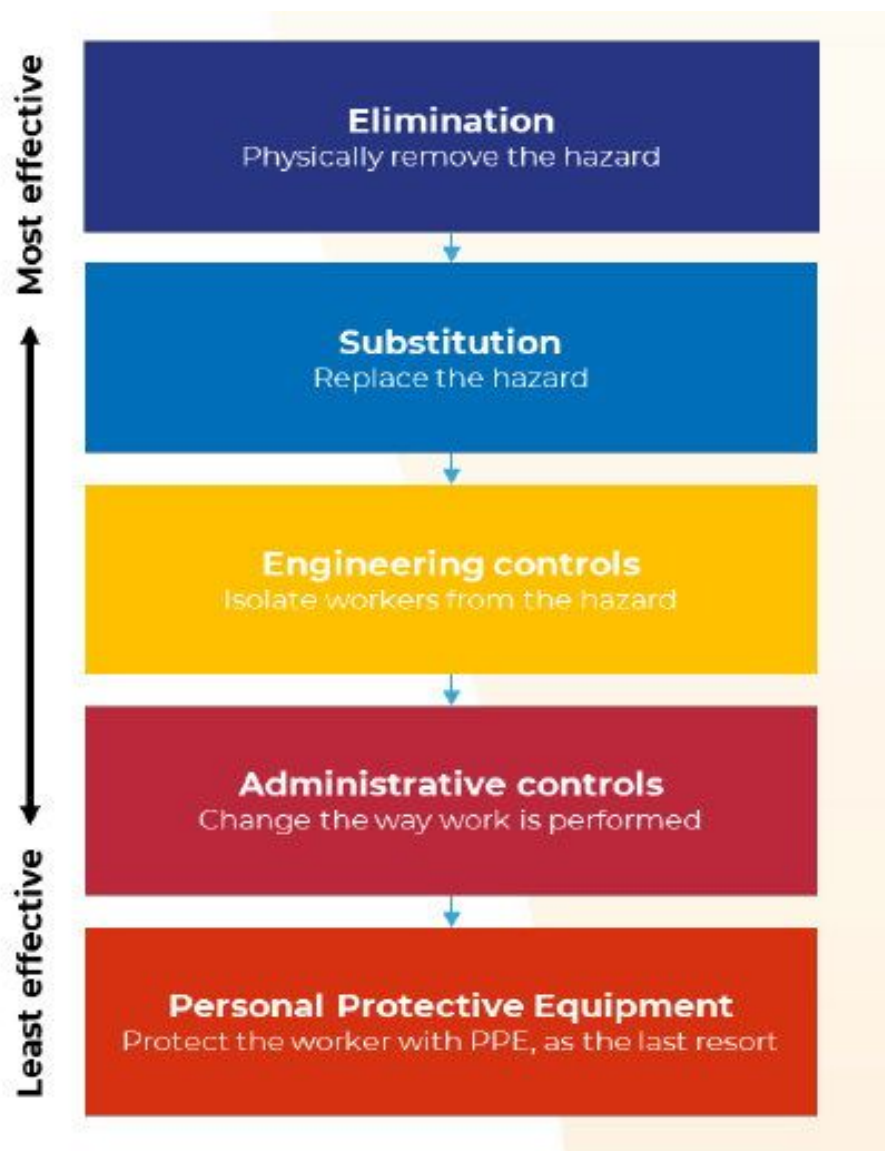 Most effective
Elimination
Physically remove the hazard
Substitution
Replace the hazard
Engineering controls
Isolate workers from the hazard
Administrative controls
Change the way work is performed
Least effective
Personal Protective Equipment
Protect the worker with PPE, as the last resort